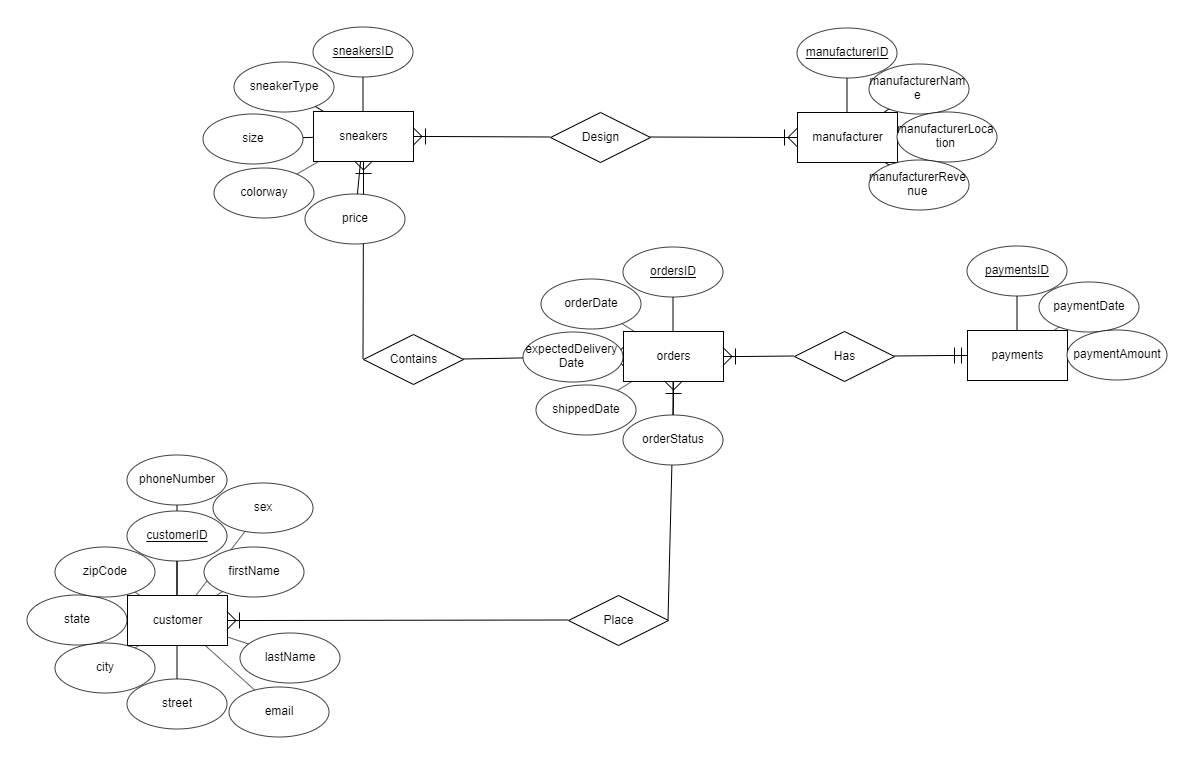 sneakersID
manufacturerID
sneakerType
manufacturerNam
e
size
sneakers
Design
manufacturer
manufacturerLoca
tion
colorway
manufacturerReve
nue
price
ordersID
paymentsID
orderDate
paymentDate
Contains
expectedDelivery
Date
orders
Has
payments
paymentAmount
shippedDate
orderStatus
phoneNumber
sex
customerID
zipCode
firstName
state
customer
Place
city
lastName
street
email